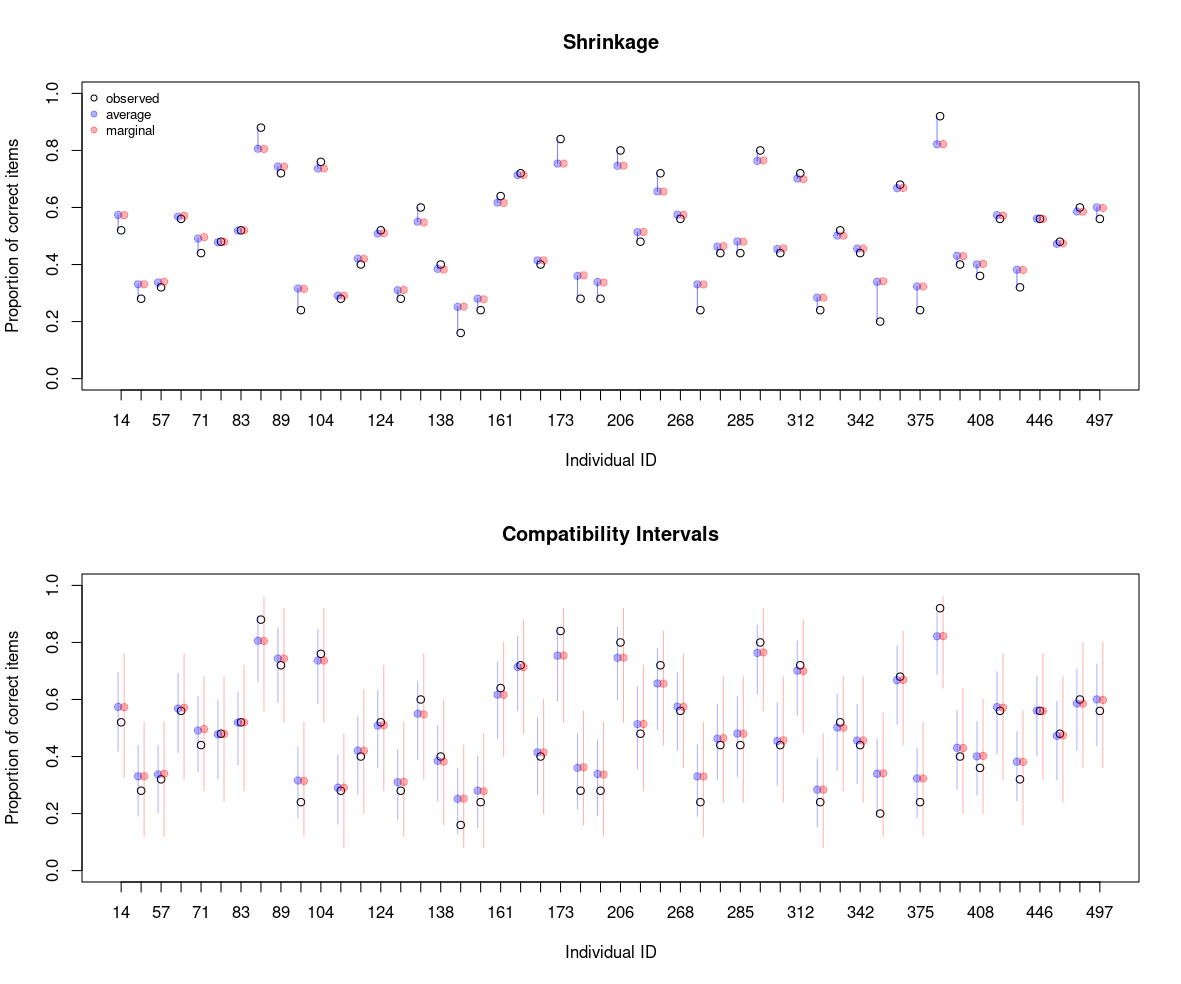 Shrinkage
Proportion of correct items
1.0
0.8
0.6
0.4
0.2
0.0
observed
average
marginal
14 57 71 83 89 104 124 138 161 173 206 268 285 312 342 375 408 446 497
Individual ID
Compatibility Intervals
Proportion of correct items
1.0
0.8
0.6
0.4
0.2
0.0
14 57 71 83 89 104 124 138 161 173 206 268 285 312 342 375 408 446 497
Individual ID